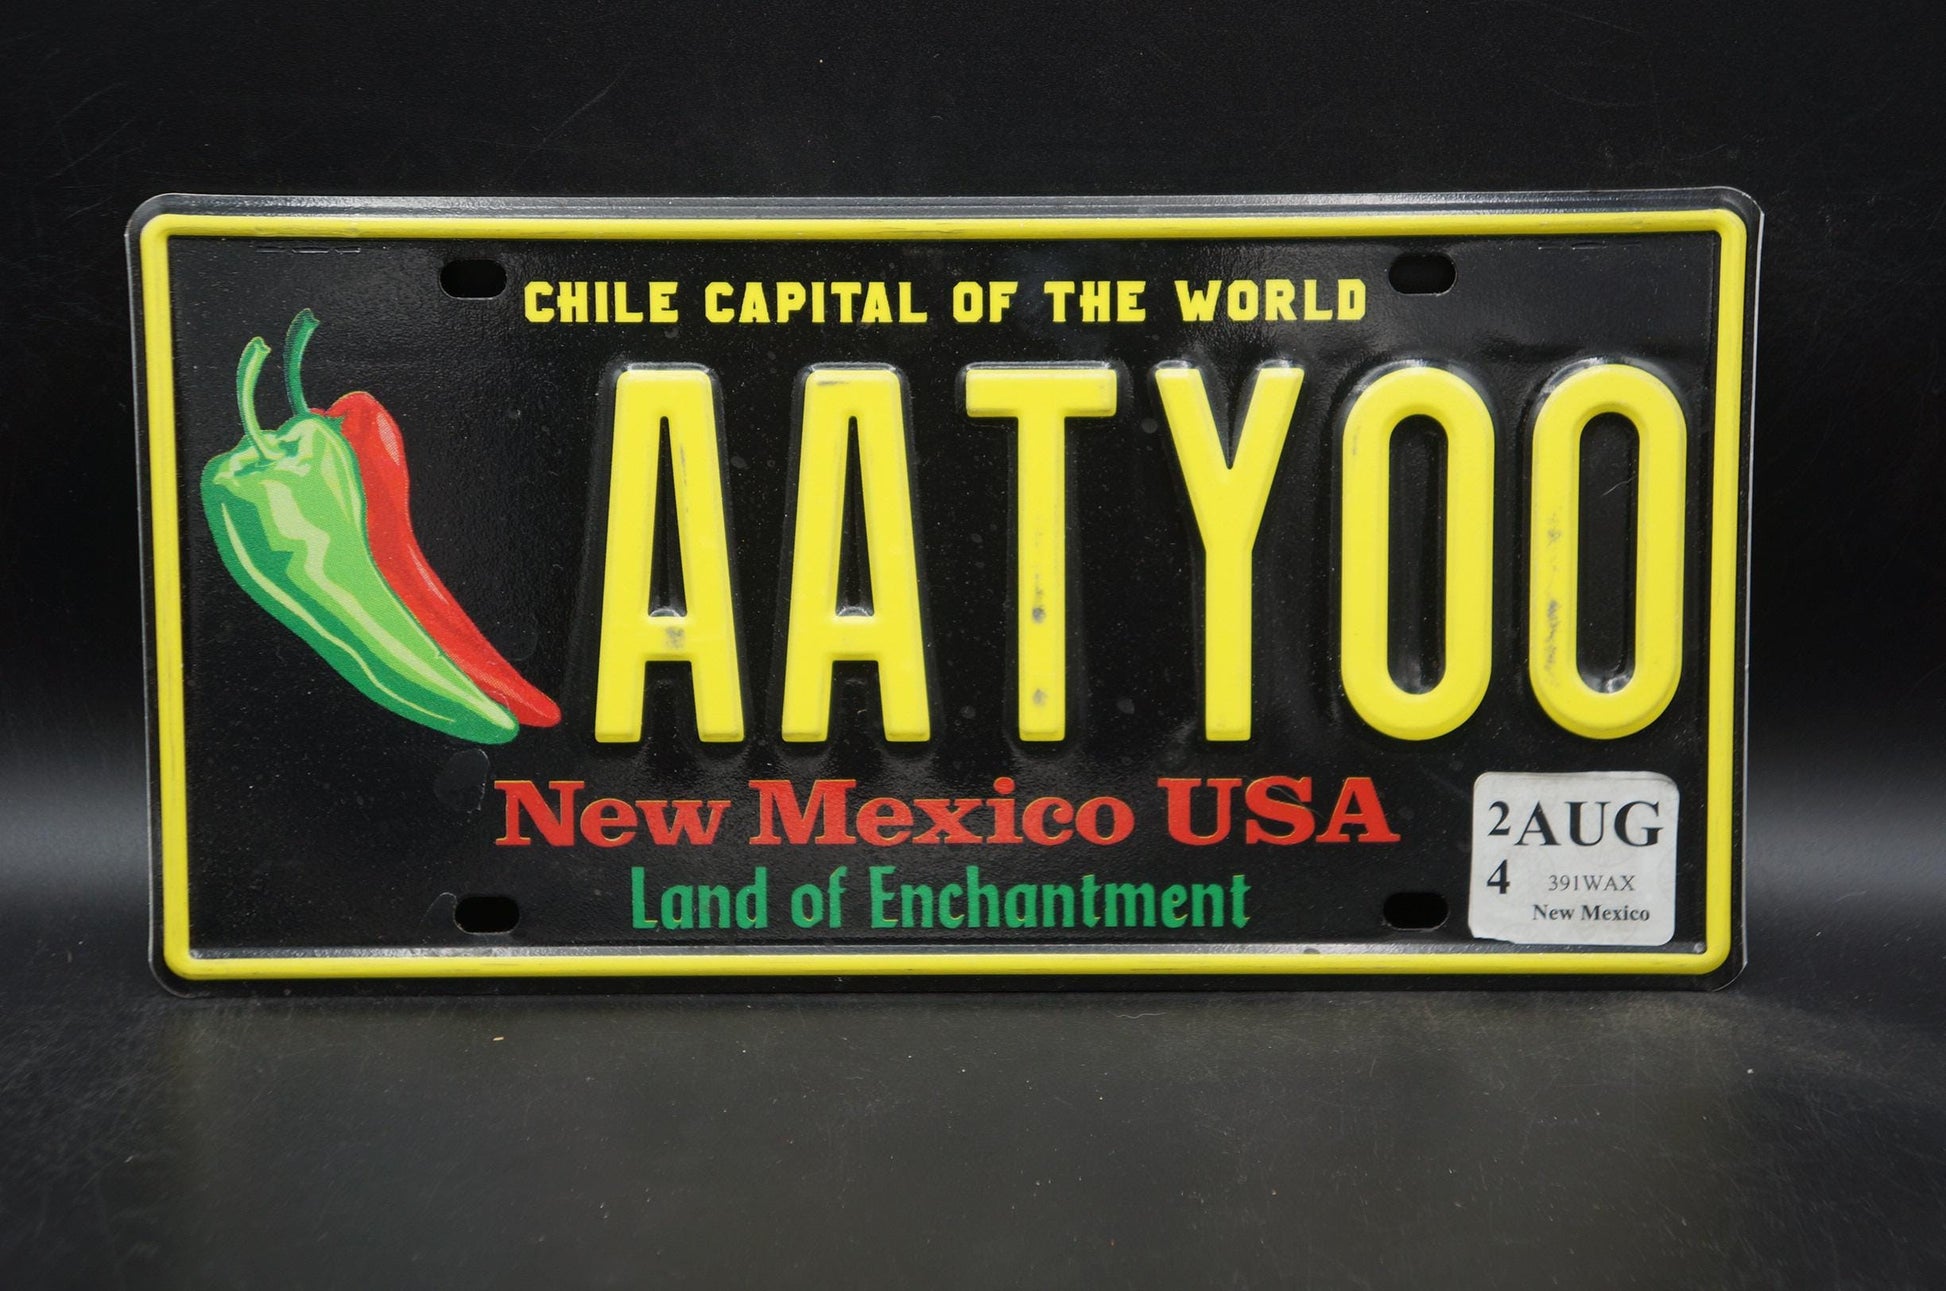 CHILE CAPITAL OF THE WORLD
AATYOO
New Mexico USA
Land of Enchantment
2 AUG
4 391WAX
New Mexico